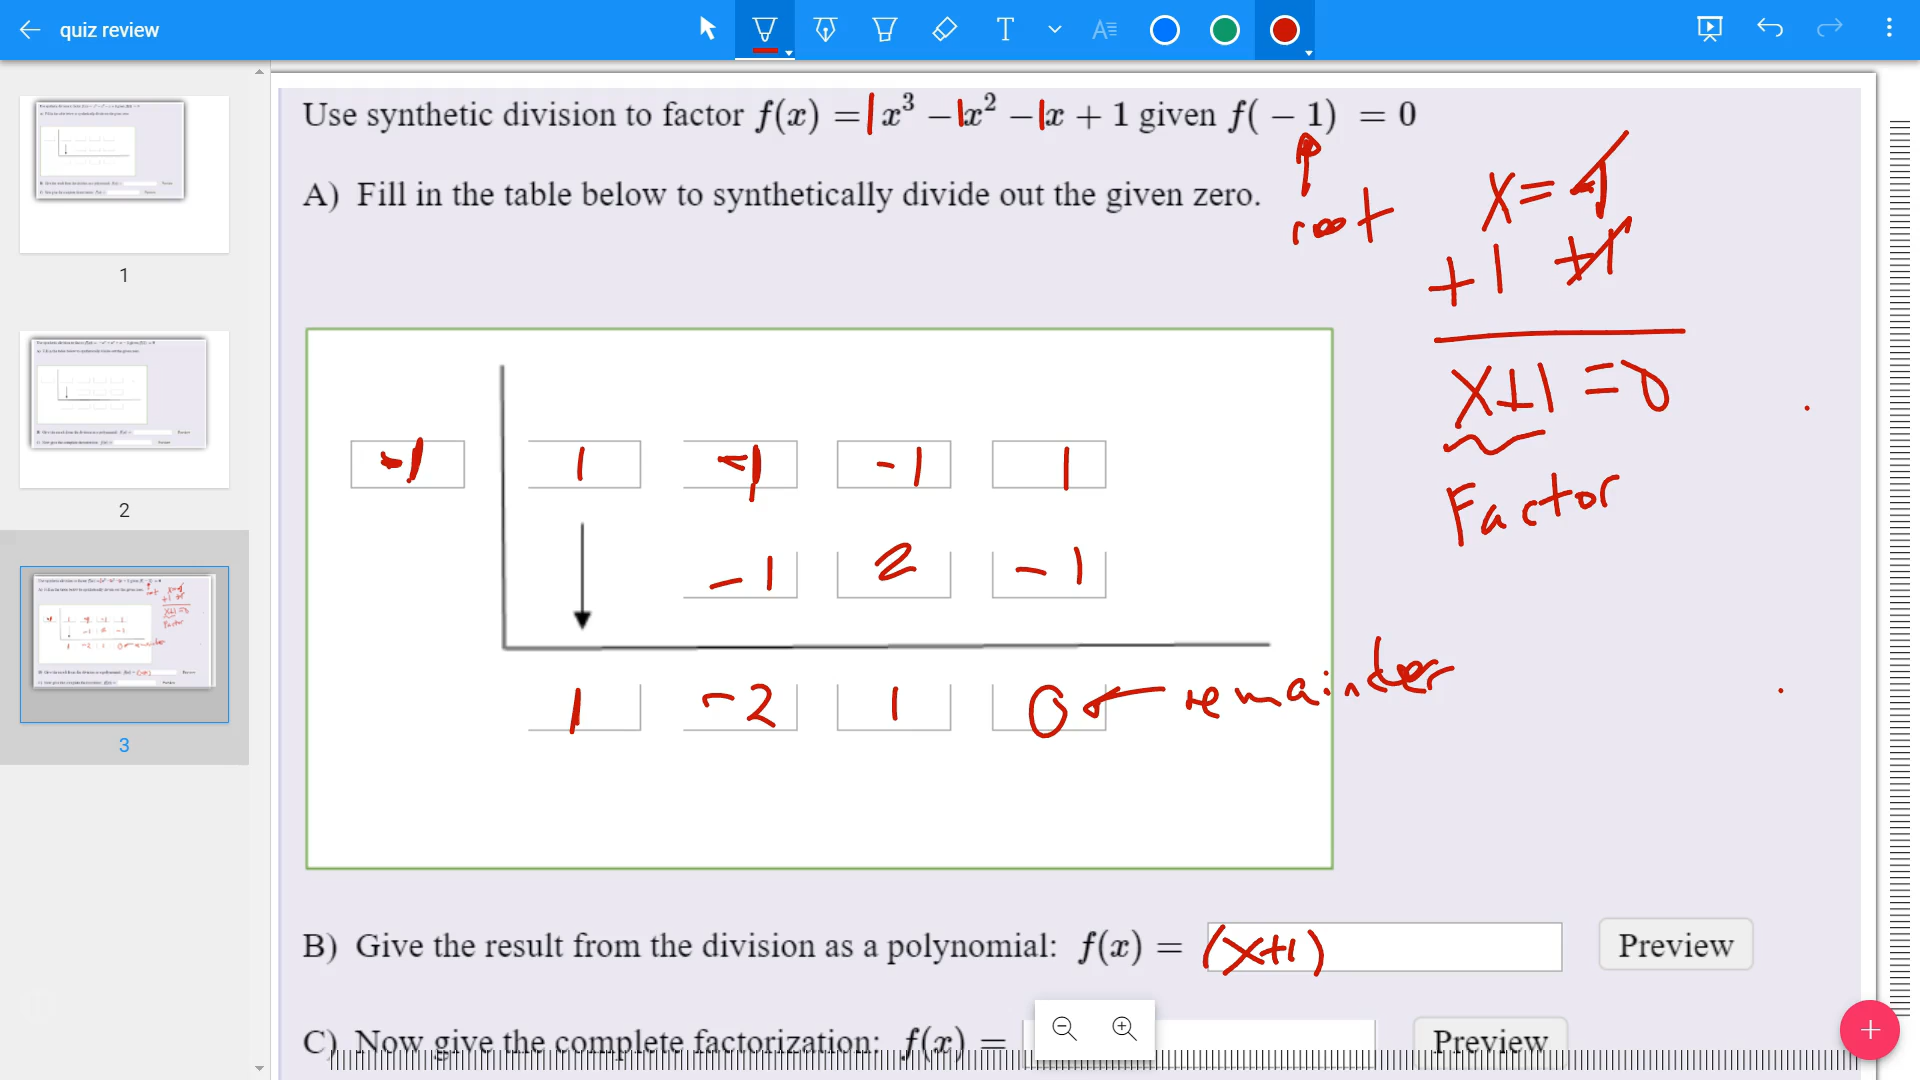 quiz review
T
Use synthetic division to factor f(x) = 1x³ − 1x² − 1x + 1 given f( − 1) = 0
A) Fill in the table below to synthetically divide out the given zero.
root
x = -1
+1 +1
x+1 = 0
Factor
-1 1 -1 -1 1
-1 2 -1
1 -2 1 0 ← remainder
B) Give the result from the division as a polynomial: f(x) = (x+1) Preview
C) Now give the complete factorization: f(x) = Preview
1
2
3